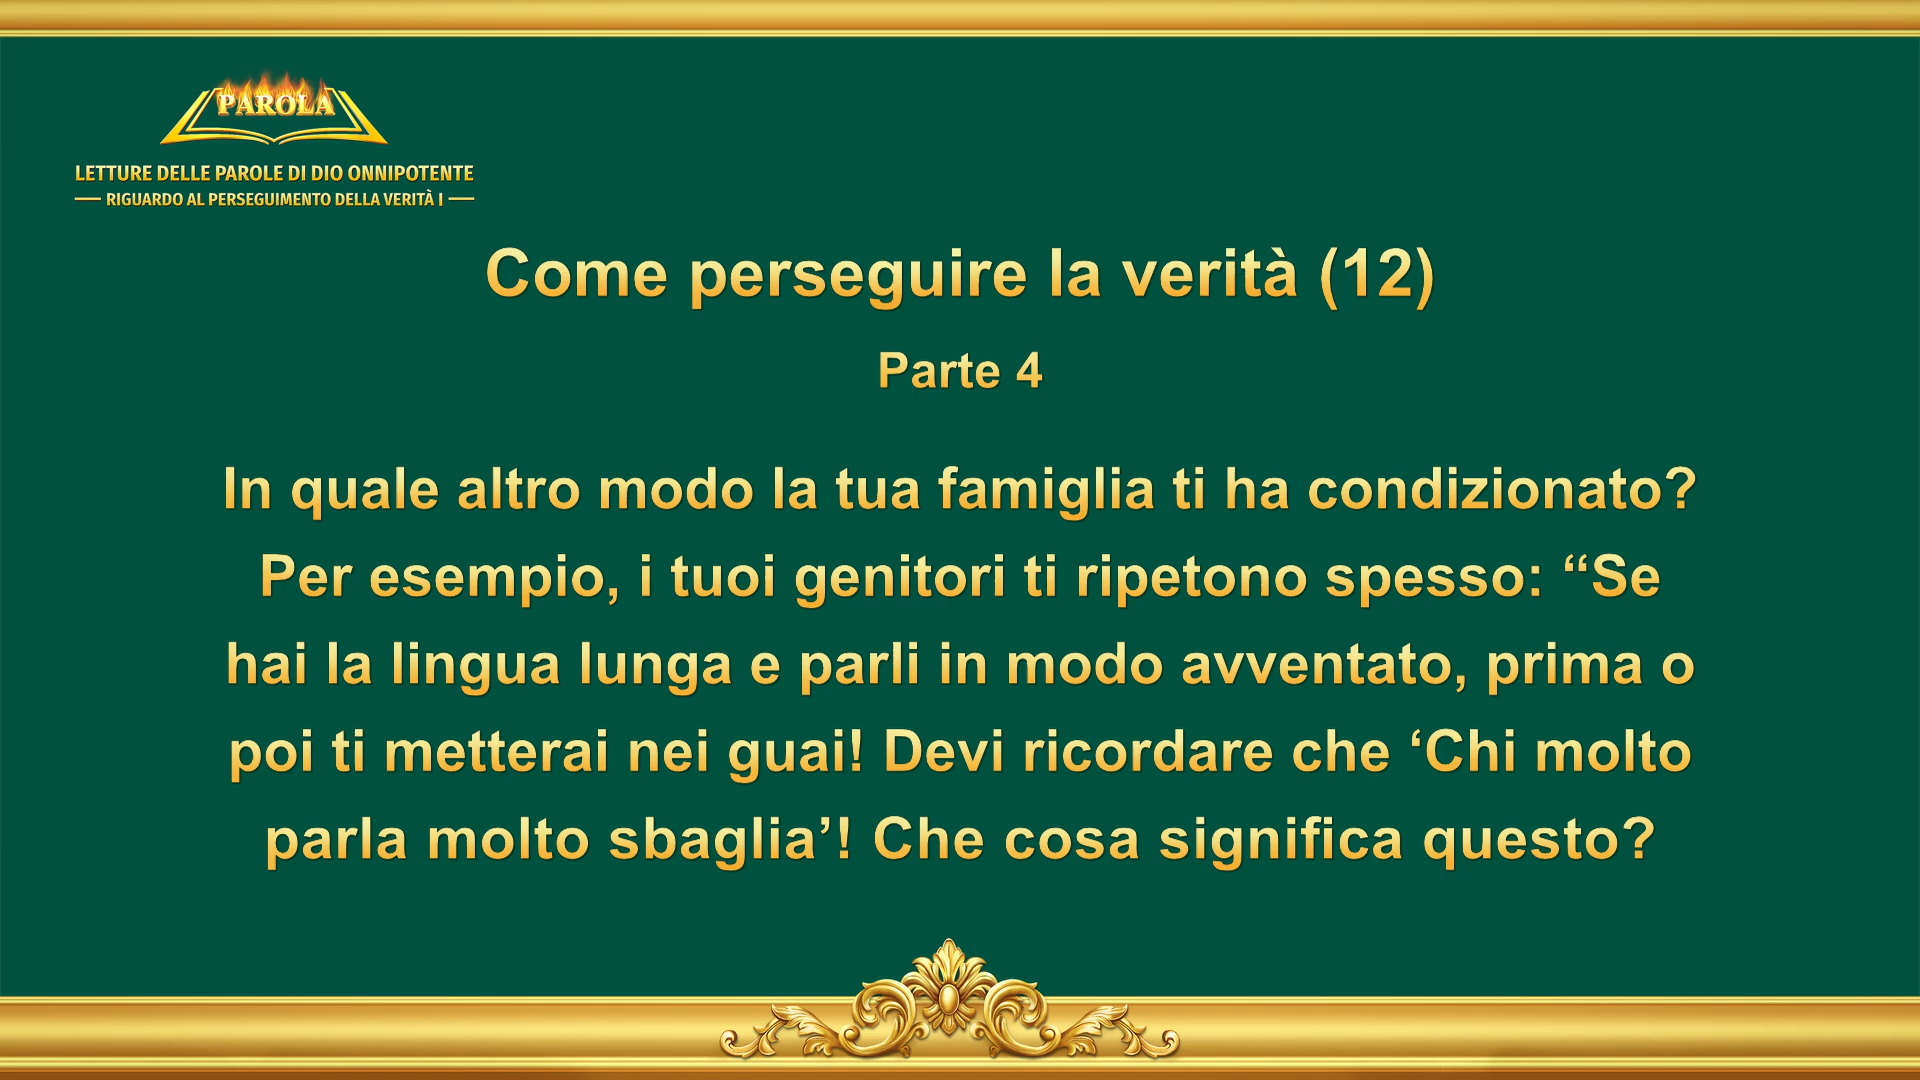 PAROLA
LETTURE DELLE PAROLE DI DIO ONNIPOTENTE
RIGUARDO AL PERSEGUIMENTO DELLA VERITÀ I
Come perseguire la verità (12)
Parte 4
In quale altro modo la tua famiglia ti ha condizionato?
Per esempio, i tuoi genitori ti ripetono spesso: “Se
hai la lingua lunga e parli in modo avventato, prima o
poi ti metterai nei guai! Devi ricordare che ‘Chi molto
parla molto sbaglia’! Che cosa significa questo?